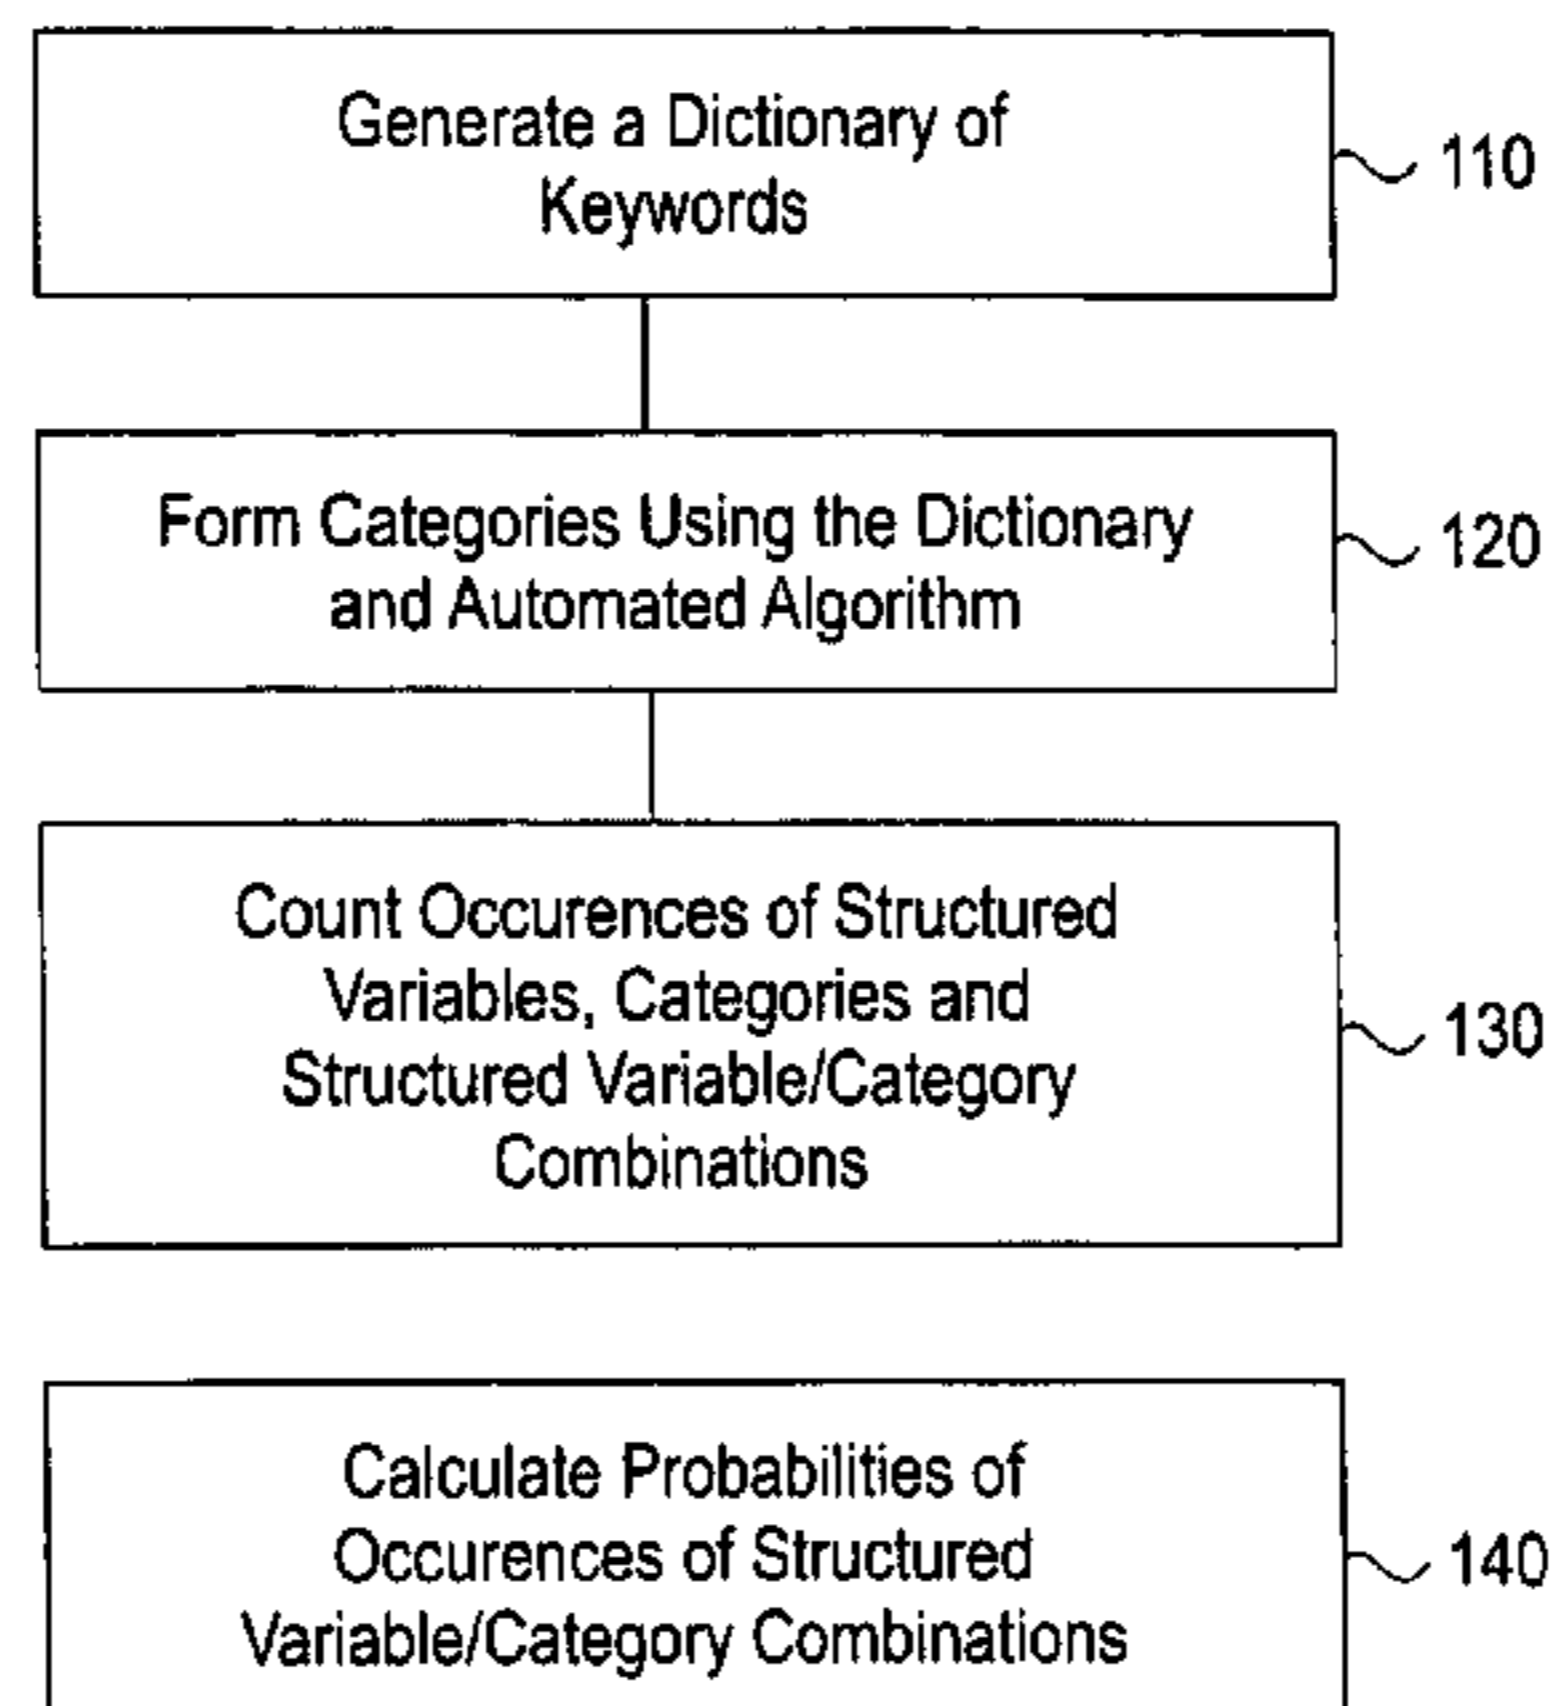 Generate a Dictionary of
Keywords
110
Form Categories Using the Dictionary
and Automated Algorithm
120
Count Occurences of Structured
Variables, Categories and
Structured Variable/Category
Combinations
130
Calculate Probabilities of
Occurences of Structured
Variable/Category Combinations
140